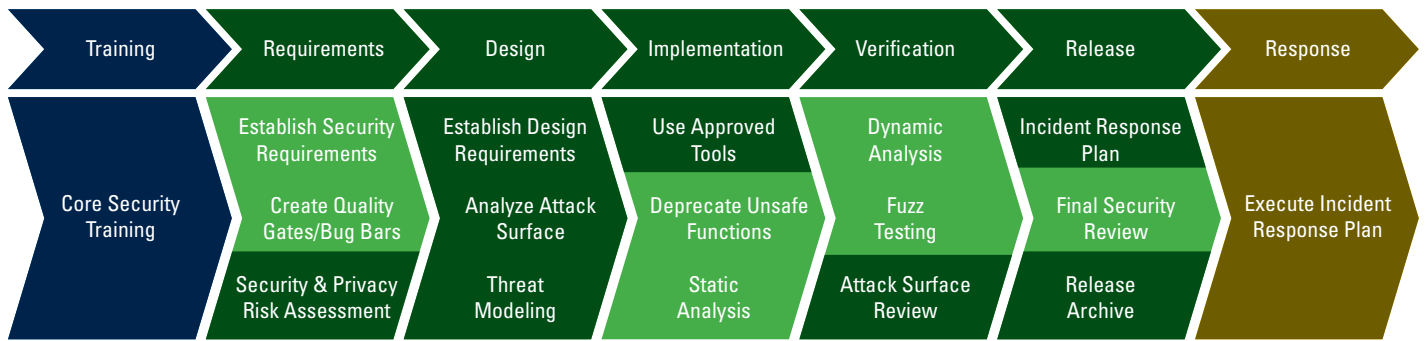 Training
Requirements
Design
Implementation
Verification
Release
Response
Core Security
Training
Establish Security
Requirements
Create Quality
Gates/Bug Bars
Security & Privacy
Risk Assessment
Establish Design
Requirements
Analyze Attack
Surface
Threat
Modeling
Use Approved
Tools
Deprecate Unsafe
Functions
Static
Analysis
Dynamic
Analysis
Fuzz
Testing
Attack Surface
Review
Incident Response
Plan
Final Security
Review
Release
Archive
Execute Incident
Response Plan